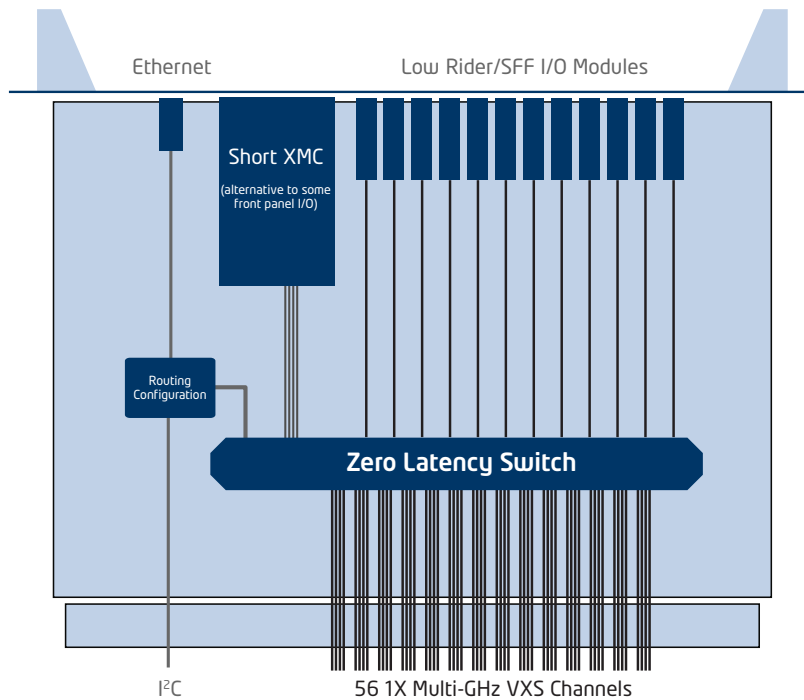 Ethernet
Low Rider/SFF I/O Modules
Short XMC
(alternative to some
front panel I/O)
Routing
Configuration
Zero Latency Switch
I²C
56 1X Multi-GHz VXS Channels